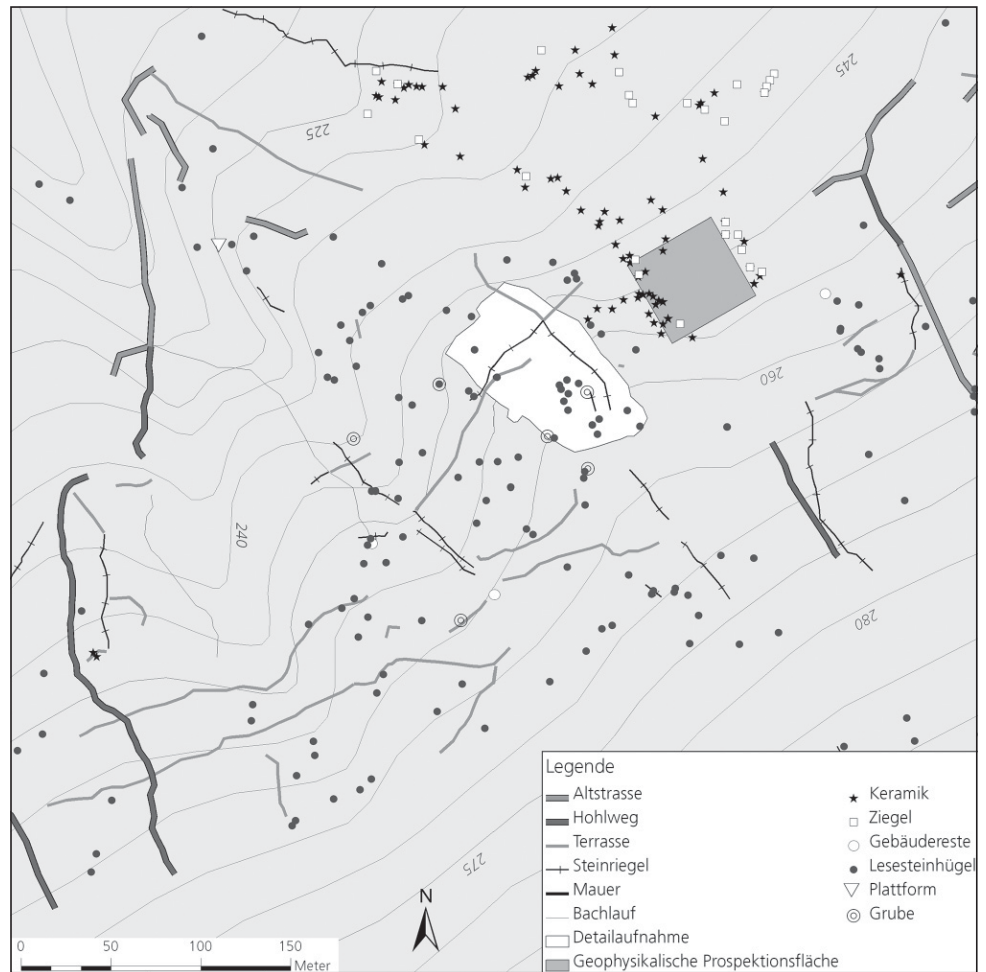 245
225
260
240
280
275
Legende
Altstrasse
Hohlweg
Terrasse
Steinriegel
Mauer
Bachlauf
Detailaufnahme
Geophysikalische Prospektionsfläche
Keramik
Ziegel
Gebäudereste
Lesesteinhügel
Plattform
Grube
N
0 50 100 150
Meter